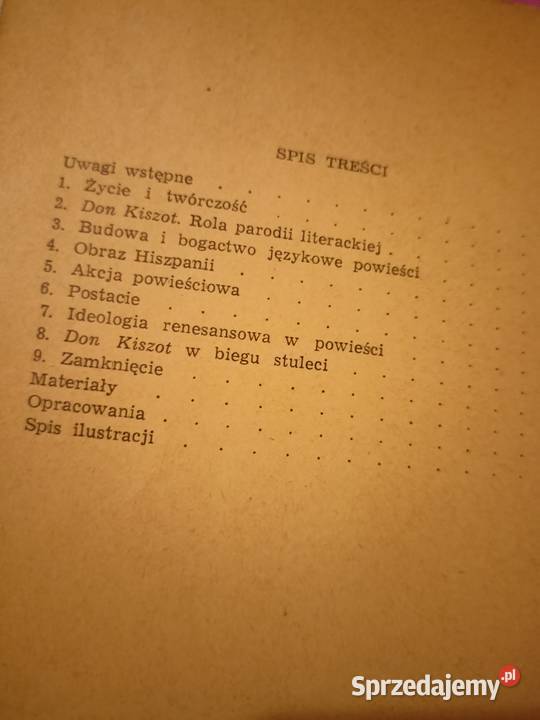 SPIS TREŚCI
Uwagi wstępne . . . . . . . .
1. Życie i twórczość . . . . . . .
2. Don Kiszot. Rola parodii literackiej . . . .
3. Budowa i bogactwo językowe powieści . . .
4. Obraz Hiszpanii . . . . . . . .
5. Akcja powieściowa . . . . . . .
6. Postacie . . . . . . . . . .
7. Ideologia renesansowa w powieści . . . .
8. Don Kiszot w biegu stuleci . . . . .
9. Zamknięcie . . . . . . . . .
Materiały . . . . . . . . . .
Opracowania . . . . . . . . .
Spis ilustracji . . . . . . . .
Sprzedajemy.pl